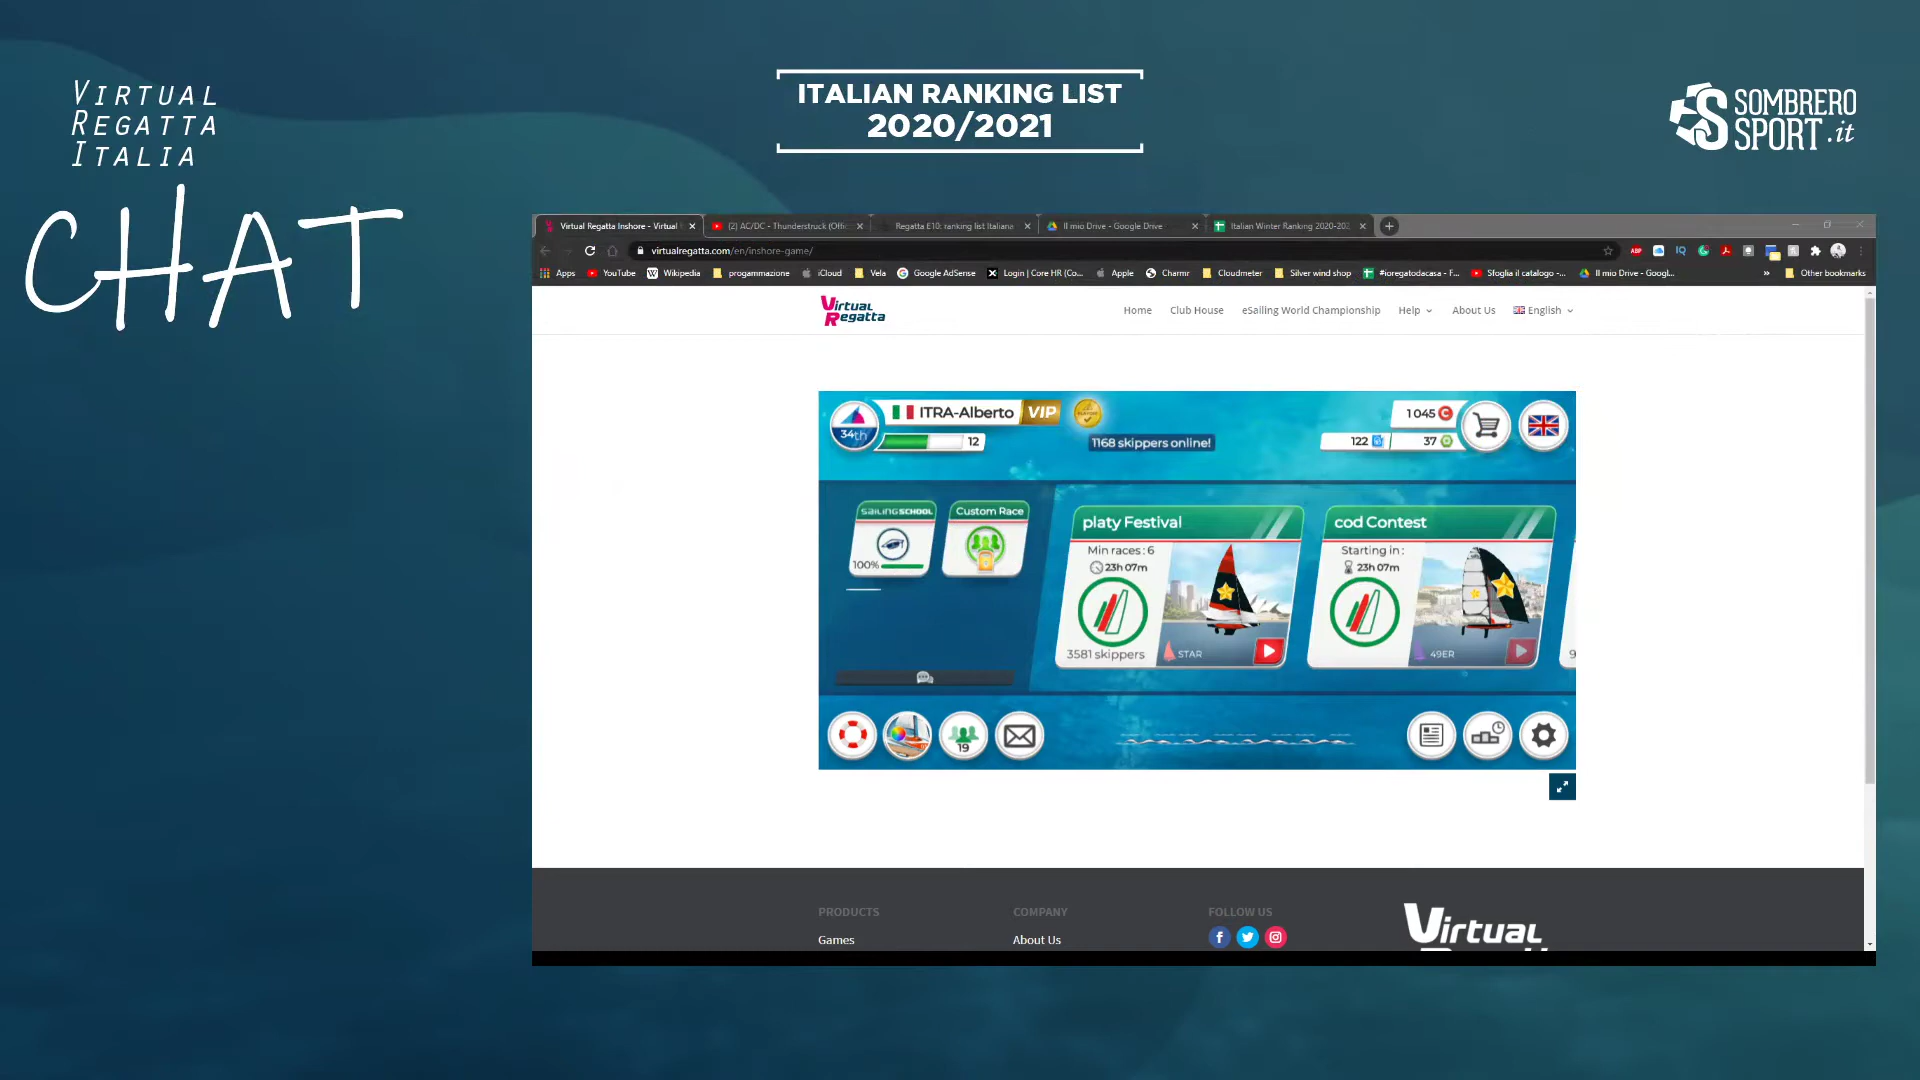 VIRTUAL
REGATTA
ITALIA
CHAT
ITALIAN RANKING LIST
2020/2021
SOMBRERO
SPORT.it
Virtual Regatta Inshore - Virtual
(2) AC/DC - Thunderstruck (Offi
Regatta E10: ranking list Italiana
Il mio Drive - Google Drive
Italian Winter Ranking 2020-202
virtualregatta.com/en/inshore-game/
Apps
YouTube
Wikipedia
progammazione
iCloud
Vela
Google AdSense
Login | Core HR (Co...
Apple
Charmr
Cloudmeter
Silver wind shop
#ioregatodacasa - F...
Sfoglia il catalogo -...
Il mio Drive - Googl...
»
Other bookmarks
Virtual
Regatta
Home
Club House
eSailing World Championship
Help
About Us
English
34th
ITRA-Alberto
VIP
12
1168 skippers online!
1 045
122
37
SAILINGSCHOOL
100%
Custom Race
platy Festival
Min races : 6
23h 07m
3581 skippers
STAR
cod Contest
Starting in :
23h 07m
49ER
9
19
PRODUCTS
Games
COMPANY
About Us
FOLLOW US
Virtual